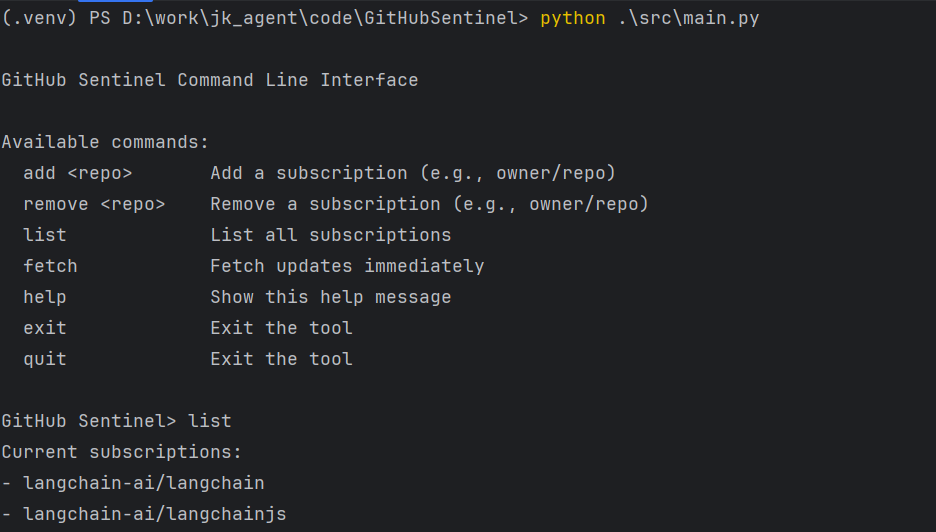 (.venv) PS D:\work\jk_agent\code\GitHubSentinel> python .\src\main.py
GitHub Sentinel Command Line Interface
Available commands:
  add <repo>       Add a subscription (e.g., owner/repo)
  remove <repo>    Remove a subscription (e.g., owner/repo)
  list             List all subscriptions
  fetch            Fetch updates immediately
  help             Show this help message
  exit             Exit the tool
  quit             Exit the tool
GitHub Sentinel> list
Current subscriptions:
- langchain-ai/langchain
- langchain-ai/langchainjs